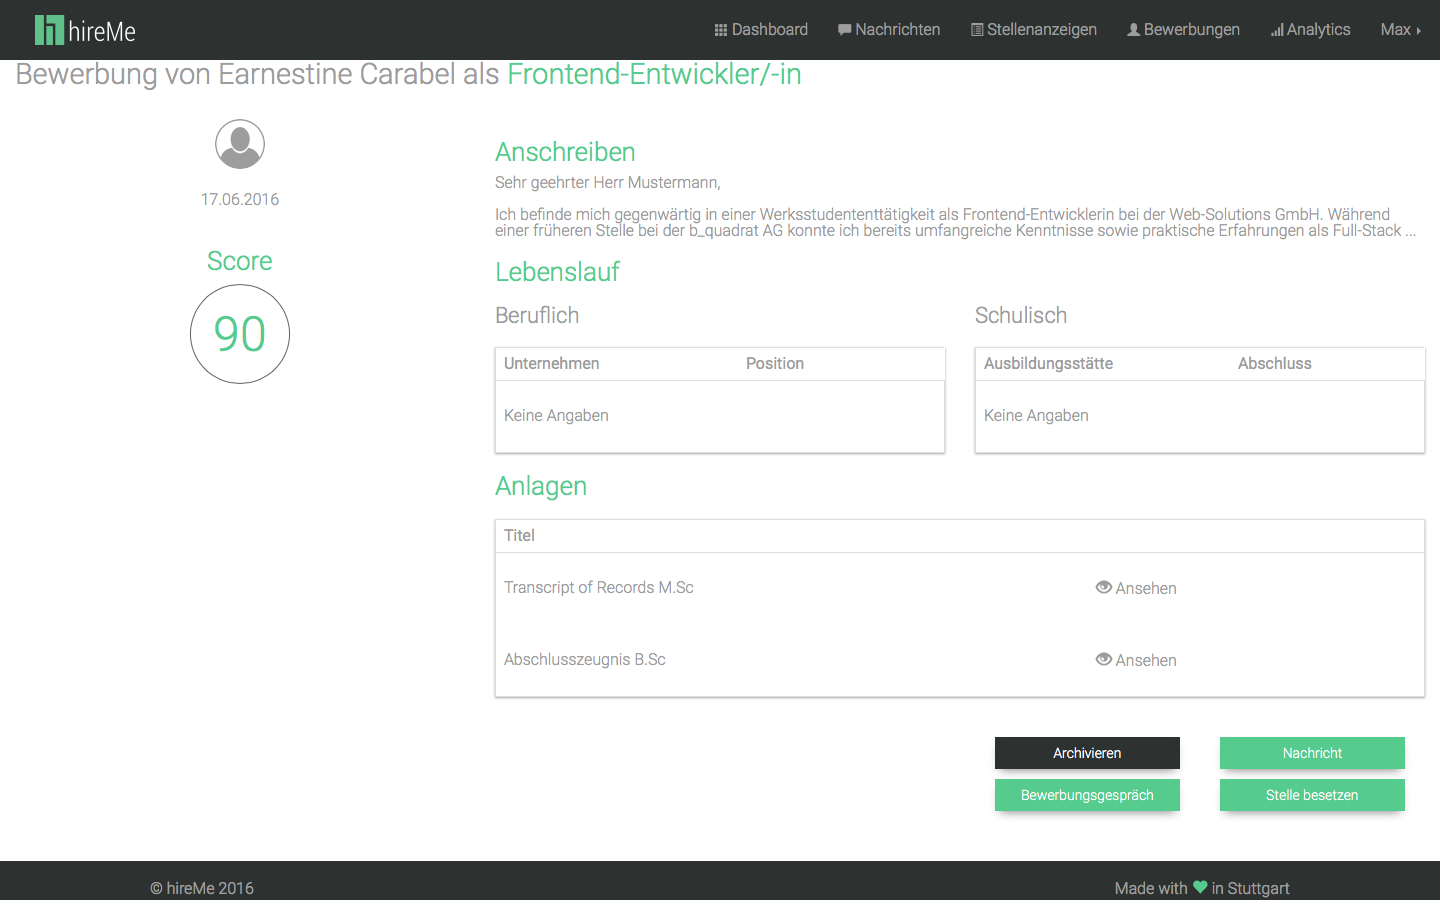 hireMe
Dashboard
Nachrichten
Stellenanzeigen
Bewerbungen
Analytics
Max
Bewerbung von Earnestine Carabel als Frontend-Entwickler/-in
17.06.2016
Score
90
Anschreiben
Sehr geehrter Herr Mustermann,
Ich befinde mich gegenwärtig in einer Werksstudententtätigkeit als Frontend-Entwicklerin bei der Web-Solutions GmbH. Während
einer früheren Stelle bei der b_quadrat AG konnte ich bereits umfangreiche Kenntnisse sowie praktische Erfahrungen als Full-Stack ...
Lebenslauf
Beruflich
Unternehmen Position
Keine Angaben
Schulisch
Ausbildungsstätte Abschluss
Keine Angaben
Anlagen
Titel
Transcript of Records M.Sc Ansehen
Abschlusszeugnis B.Sc Ansehen
Archivieren
Nachricht
Bewerbungsgespräch
Stelle besetzen
© hireMe 2016
Made with in Stuttgart